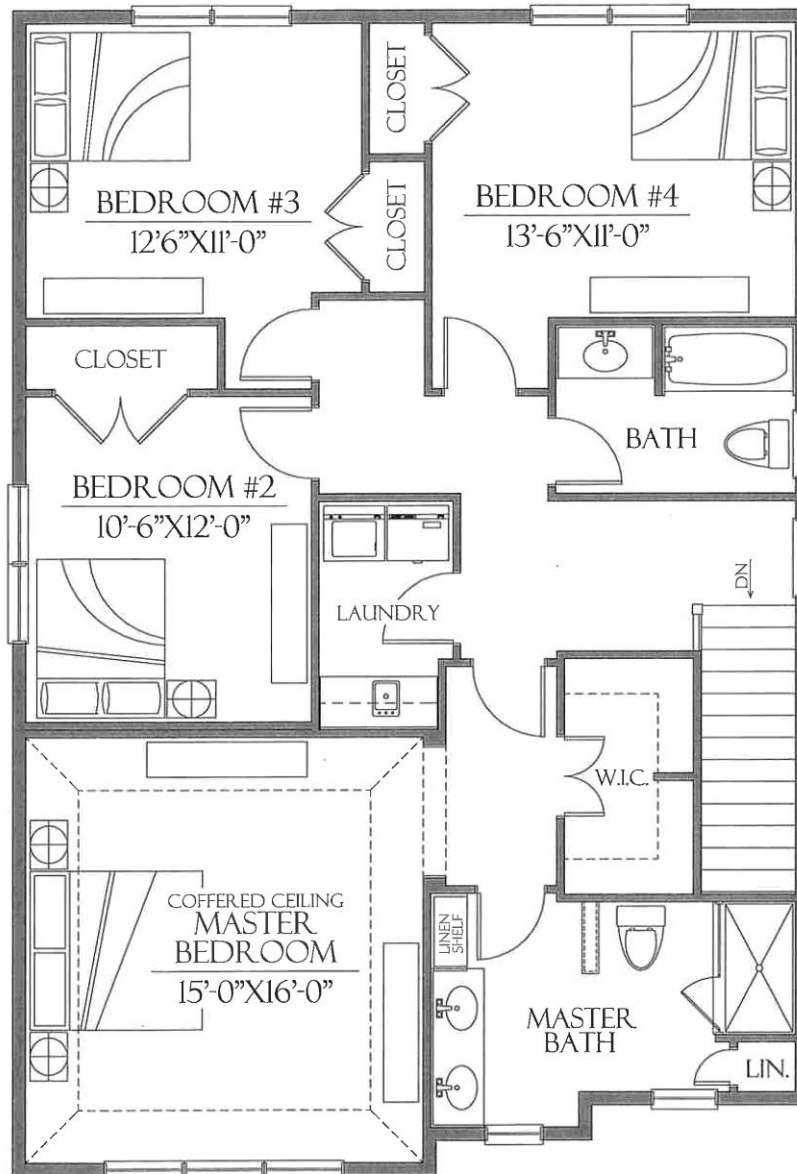 CLOSET
BEDROOM #3
12'6"X11'-0"
CLOSET
BEDROOM #4
13'-6"X11'-0"
CLOSET
BATH
BEDROOM #2
10'-6"X12'-0"
DN
LAUNDRY
W.I.C.
COFFERED CEILING
MASTER
BEDROOM
15'-0"X16'-0"
LINEN
SHELF
MASTER
BATH
LIN.